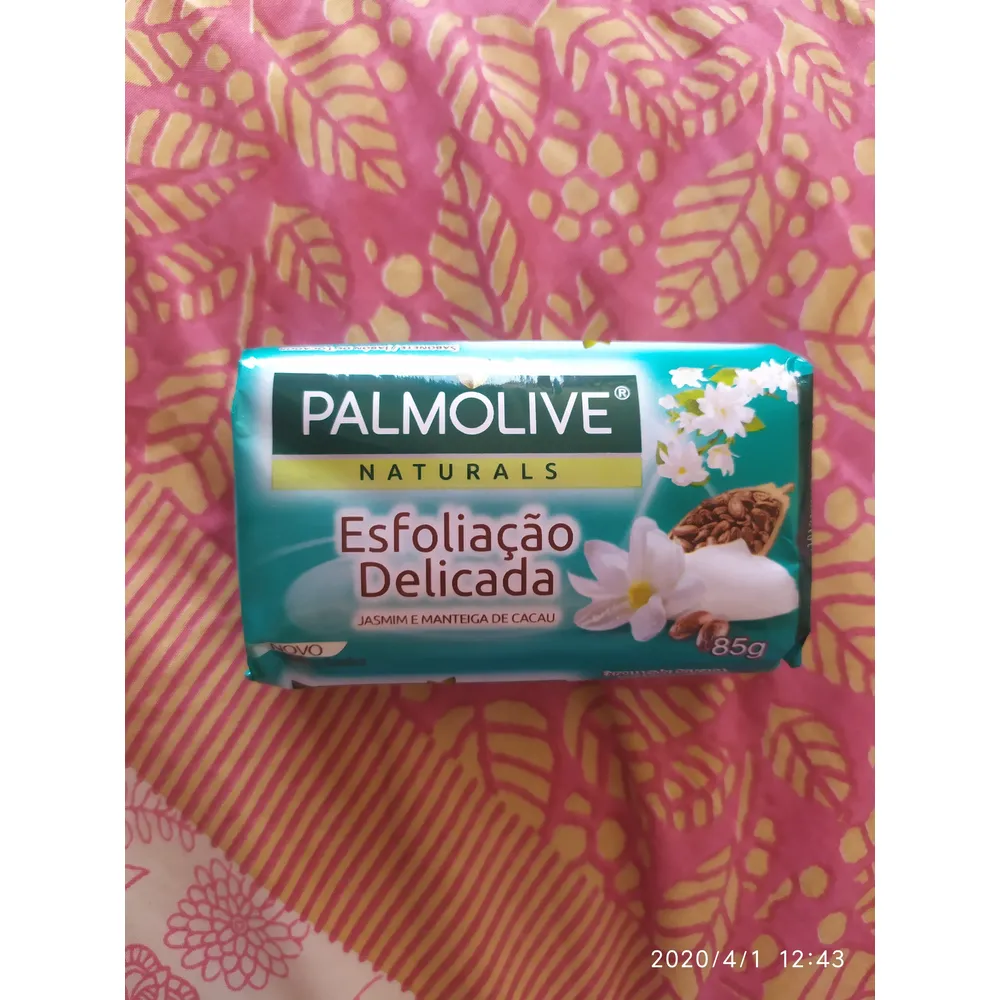 PALMOLIVE®
NATURALS
Esfoliação
Delicada
JASMIM E MANTEIGA DE CACAU
NOVO
85g
2020/4/1 12:43